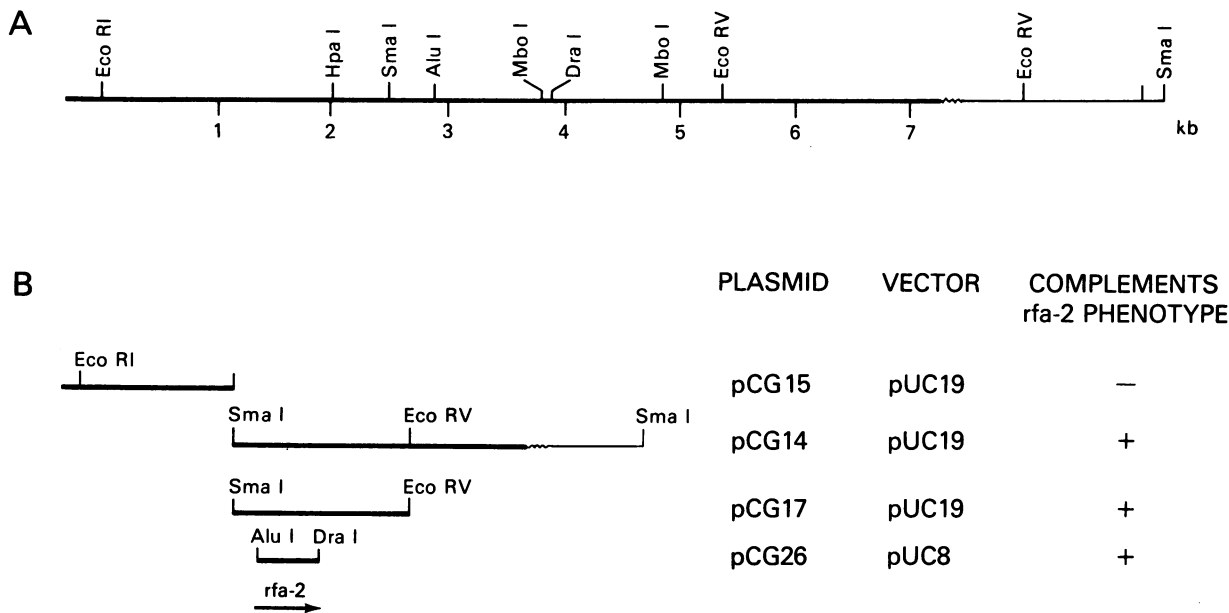 A
Eco RI
Hpa I
Sma I
Alu I
Mbo I
Dra I
Mbo I
Eco RV
Eco RV
Sma I
1 2 3 4 5 6 7 kb
B
PLASMID VECTOR COMPLEMENTS
rfa-2 PHENOTYPE
Eco RI
pCG15 pUC19 −
Sma I Eco RV Sma I
pCG14 pUC19 +
Sma I Eco RV
pCG17 pUC19 +
Alu I Dra I
pCG26 pUC8 +
rfa-2